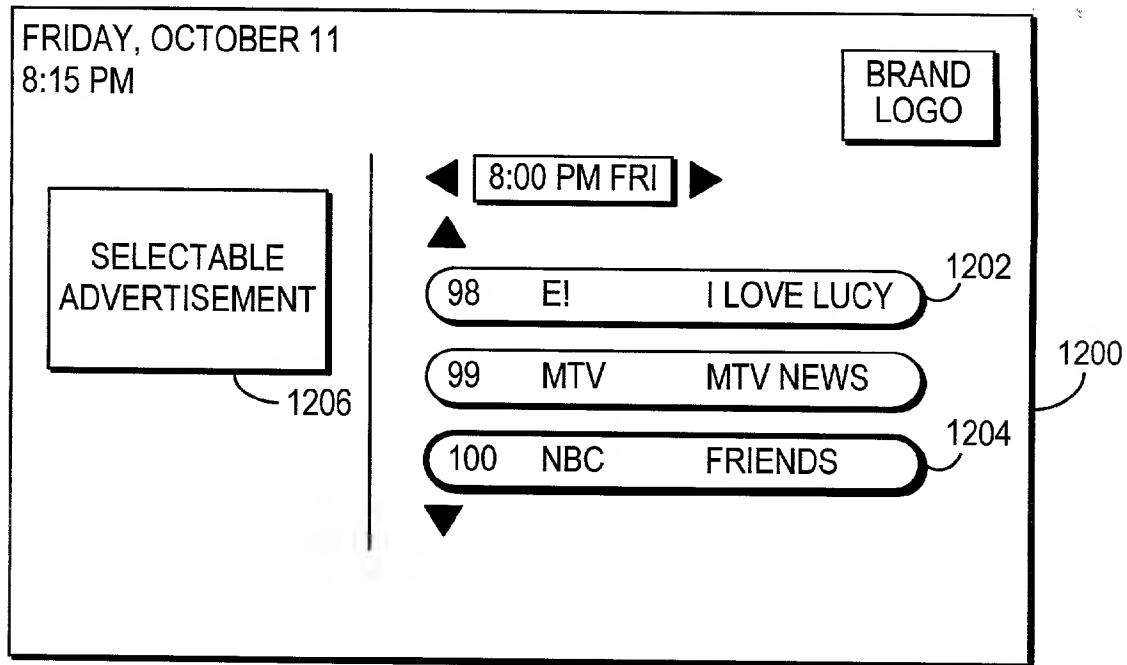 FRIDAY, OCTOBER 11
8:15 PM
BRAND
LOGO
8:00 PM FRI
SELECTABLE
ADVERTISEMENT
1206
98 E! I LOVE LUCY
1202
99 MTV MTV NEWS
1200
100 NBC FRIENDS
1204